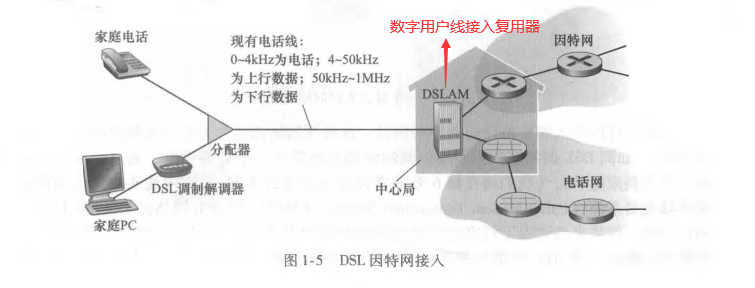 数字用户线接入复用器
家庭电话
现有电话线:
0~4kHz为电话; 4~50kHz
为上行数据; 50kHz~1MHz
为下行数据
因特网
DSLAM
分配器
DSL调制解调器
家庭PC
中心局
电话网
图 1-5 DSL 因特网接入